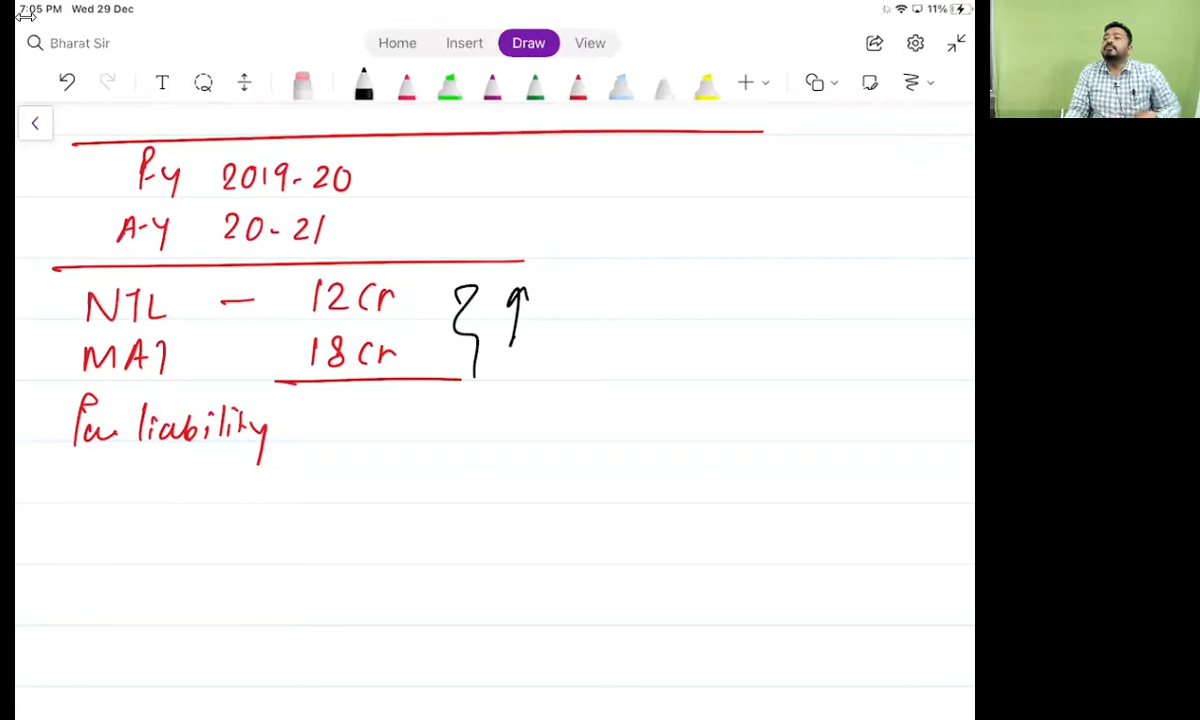 7:05 PM Wed 29 Dec
11%
Bharat Sir
Home Insert Draw View
T
P-Y 2019-20
A-Y 20-21
NTL - 12 Cr
MAT 18 Cr
liability